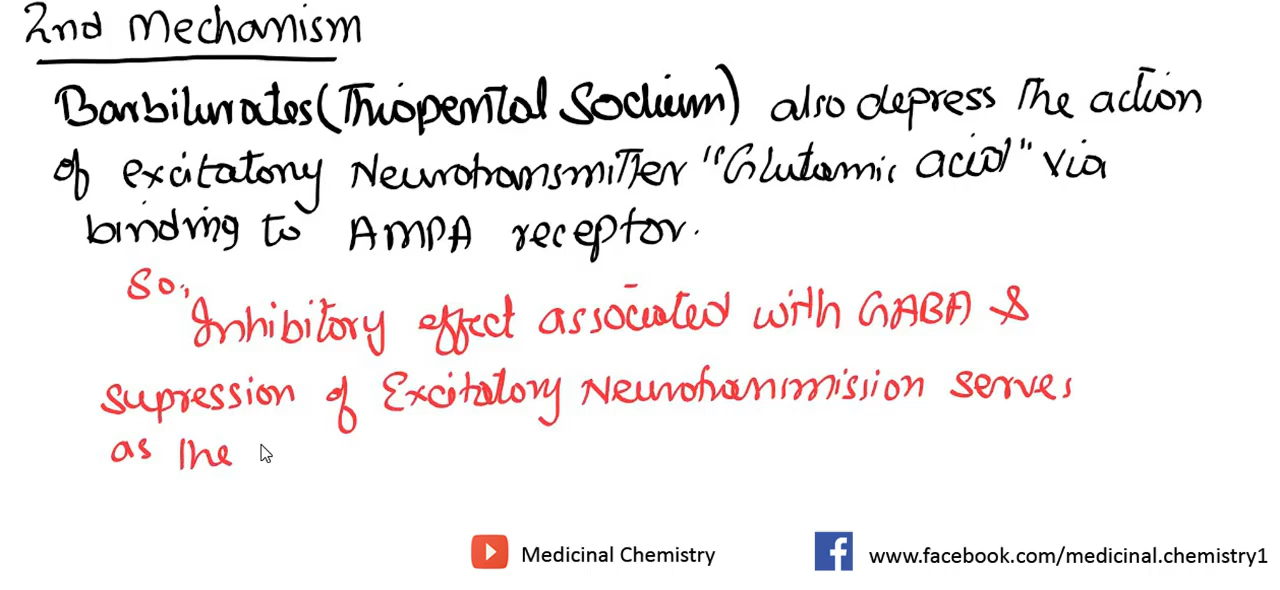 2nd Mechanism
Barbiturates (Thiopental Sodium) also depress The action
of excitatory Neurotransmitter "Glutamic acid" via
binding to AMPA receptor.
So,
Inhibitory effect associated with GABA &
supression of Excitatory Neurotransmission serves
as The
Medicinal Chemistry
www.facebook.com/medicinal.chemistry1